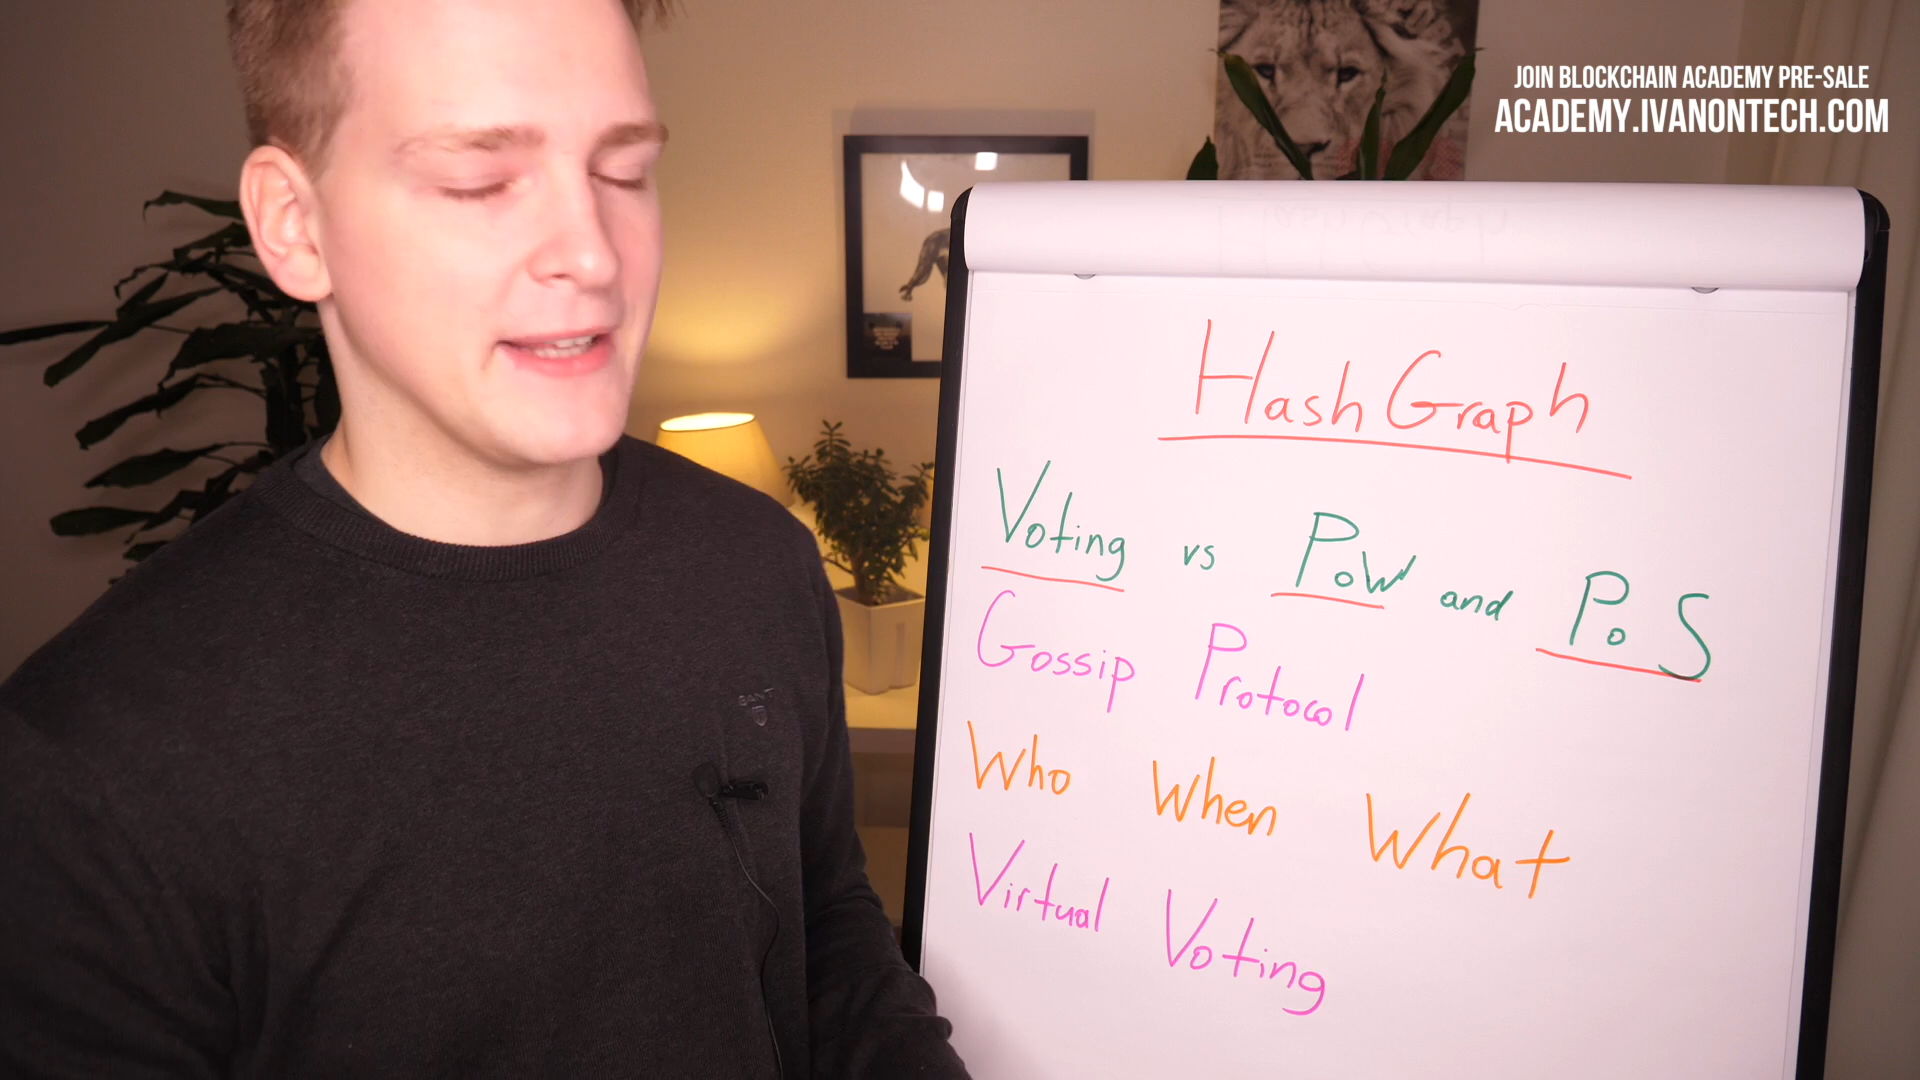 JOIN BLOCKCHAIN ACADEMY PRE-SALE
ACADEMY.IVANONTECH.COM
HashGraph
Voting vs PoW and PoS
Gossip Protocol
Who When What
Virtual Voting
GANT